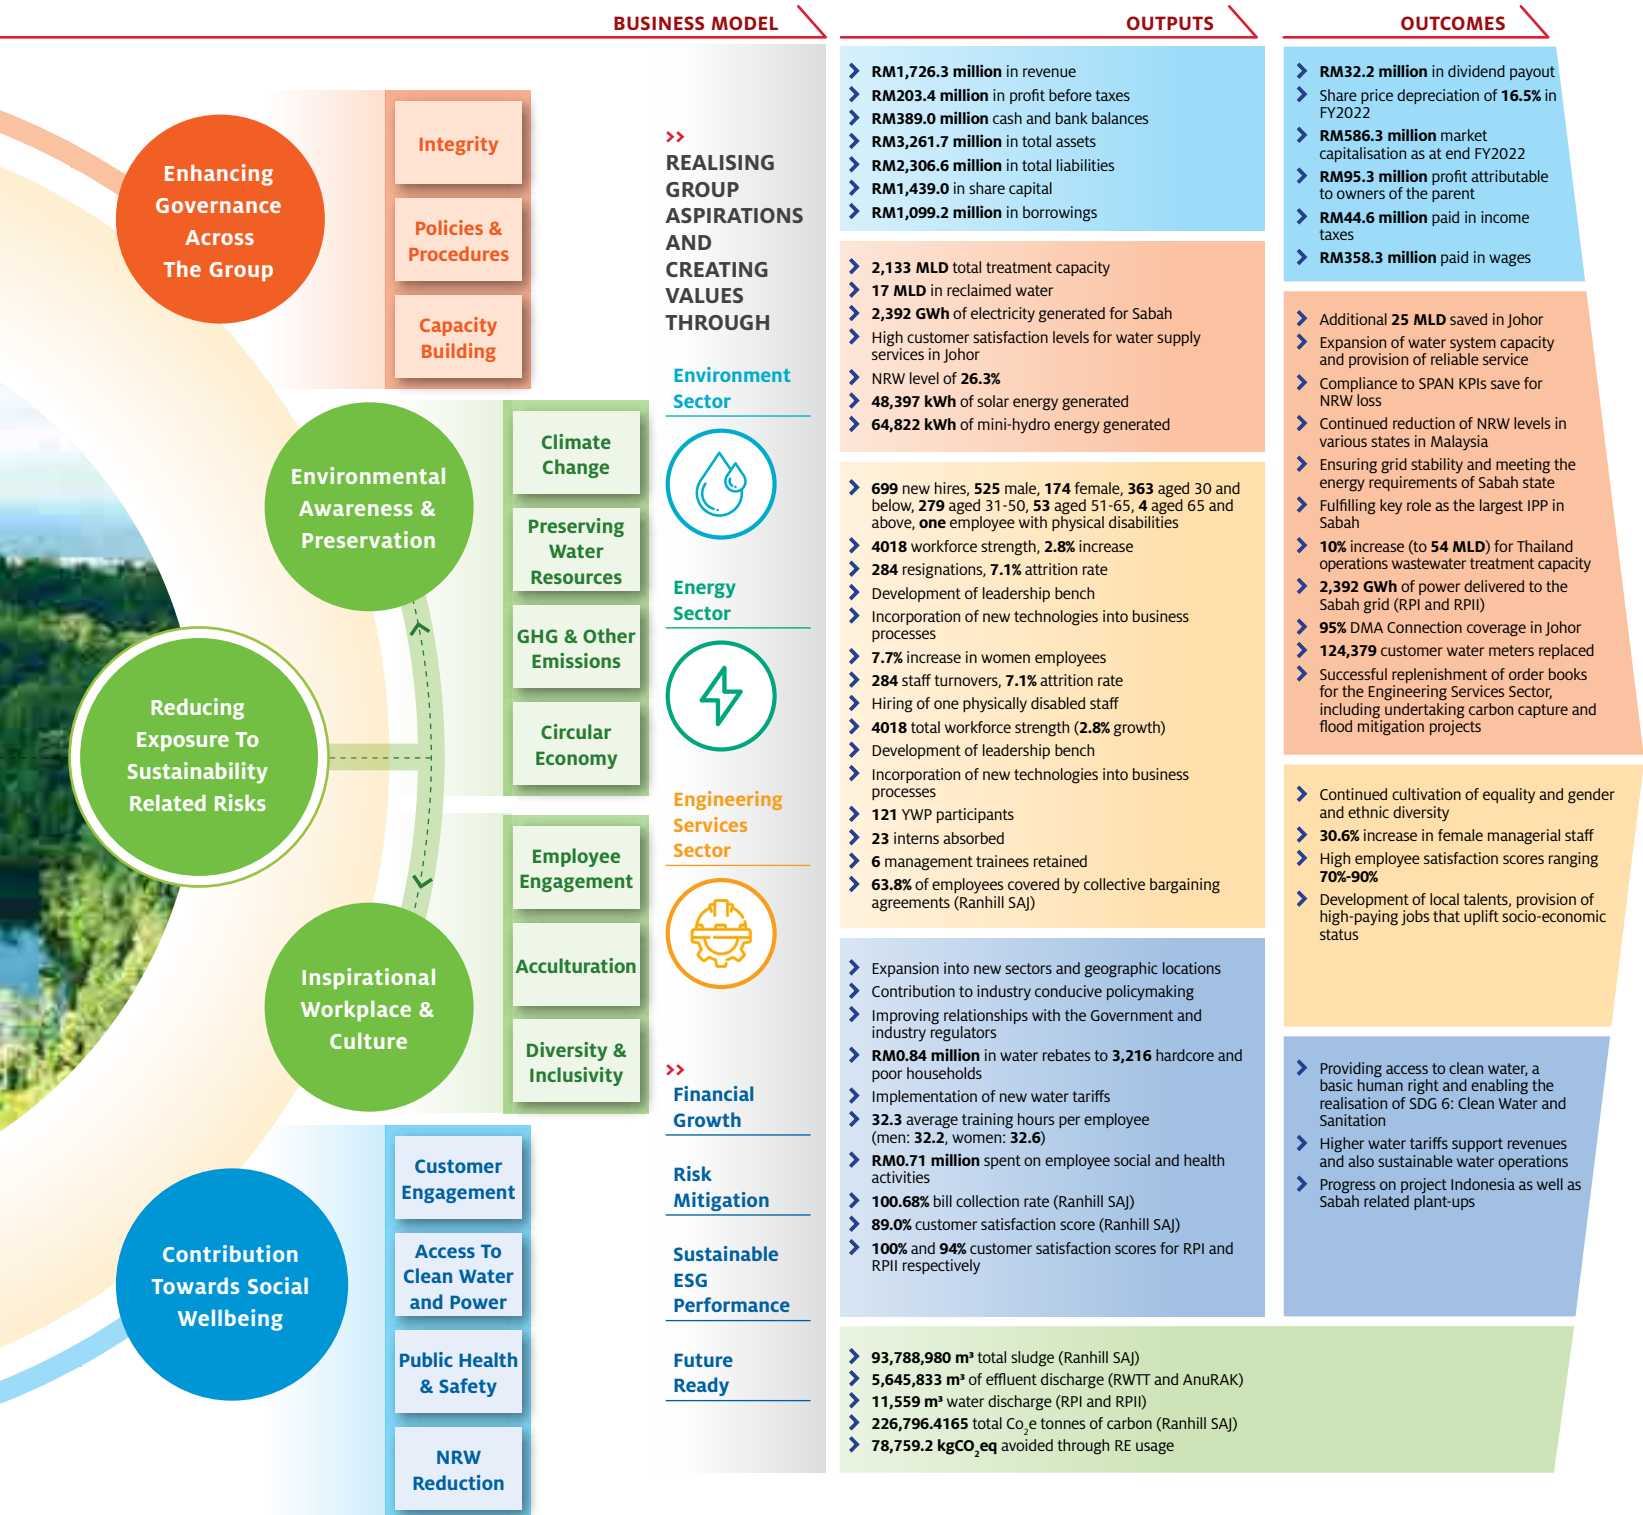 BUSINESS MODEL
OUTPUTS
OUTCOMES
Enhancing
Governance
Across
The Group
Integrity
Policies &
Procedures
Capacity
Building
Environmental
Awareness &
Preservation
Climate
Change
Preserving
Water
Resources
GHG & Other
Emissions
Circular
Economy
Reducing
Exposure To
Sustainability
Related Risks
Inspirational
Workplace &
Culture
Employee
Engagement
Acculturation
Diversity &
Inclusivity
Contribution
Towards Social
Wellbeing
Customer
Engagement
Access To
Clean Water
and Power
Public Health
& Safety
NRW
Reduction
>>
REALISING
GROUP
ASPIRATIONS
AND
CREATING
VALUES
THROUGH
Environment
Sector
Energy
Sector
Engineering
Services
Sector
>>
Financial
Growth
Risk
Mitigation
Sustainable
ESG
Performance
Future
Ready
RM1,726.3 million in revenue
RM203.4 million in profit before taxes
RM389.0 million cash and bank balances
RM3,261.7 million in total assets
RM2,306.6 million in total liabilities
RM1,439.0 in share capital
RM1,099.2 million in borrowings
2,133 MLD total treatment capacity
17 MLD in reclaimed water
2,392 GWh of electricity generated for Sabah
High customer satisfaction levels for water supply
services in Johor
NRW level of 26.3%
48,397 kWh of solar energy generated
64,822 kWh of mini-hydro energy generated
699 new hires, 525 male, 174 female, 363 aged 30 and
below, 279 aged 31-50, 53 aged 51-65, 4 aged 65 and
above, one employee with physical disabilities
4018 workforce strength, 2.8% increase
284 resignations, 7.1% attrition rate
Development of leadership bench
Incorporation of new technologies into business
processes
7.7% increase in women employees
284 staff turnovers, 7.1% attrition rate
Hiring of one physically disabled staff
4018 total workforce strength (2.8% growth)
Development of leadership bench
Incorporation of new technologies into business
processes
121 YWP participants
23 interns absorbed
6 management trainees retained
63.8% of employees covered by collective bargaining
agreements (Ranhill SAJ)
Expansion into new sectors and geographic locations
Contribution to industry conducive policymaking
Improving relationships with the Government and
industry regulators
RM0.84 million in water rebates to 3,216 hardcore and
poor households
Implementation of new water tariffs
32.3 average training hours per employee
(men: 32.2, women: 32.6)
RM0.71 million spent on employee social and health
activities
100.68% bill collection rate (Ranhill SAJ)
89.0% customer satisfaction score (Ranhill SAJ)
100% and 94% customer satisfaction scores for RPI and
RPII respectively
93,788,980 m³ total sludge (Ranhill SAJ)
5,645,833 m³ of effluent discharge (RWTT and AnuRAK)
11,559 m³ water discharge (RPI and RPII)
226,796.4165 total Co₂e tonnes of carbon (Ranhill SAJ)
78,759.2 kgCO₂eq avoided through RE usage
RM32.2 million in dividend payout
Share price depreciation of 16.5% in
FY2022
RM586.3 million market
capitalisation as at end FY2022
RM95.3 million profit attributable
to owners of the parent
RM44.6 million paid in income
taxes
RM358.3 million paid in wages
Additional 25 MLD saved in Johor
Expansion of water system capacity
and provision of reliable service
Compliance to SPAN KPIs save for
NRW loss
Continued reduction of NRW levels in
various states in Malaysia
Ensuring grid stability and meeting the
energy requirements of Sabah state
Fulfilling key role as the largest IPP in
Sabah
10% increase (to 54 MLD) for Thailand
operations wastewater treatment capacity
2,392 GWh of power delivered to the
Sabah grid (RPI and RPII)
95% DMA Connection coverage in Johor
124,379 customer water meters replaced
Successful replenishment of order books
for the Engineering Services Sector,
including undertaking carbon capture and
flood mitigation projects
Continued cultivation of equality and gender
and ethnic diversity
30.6% increase in female managerial staff
High employee satisfaction scores ranging
70%-90%
Development of local talents, provision of
high-paying jobs that uplift socio-economic
status
Providing access to clean water, a
basic human right and enabling the
realisation of SDG 6: Clean Water and
Sanitation
Higher water tariffs support revenues
and also sustainable water operations
Progress on project Indonesia as well as
Sabah related plant-ups